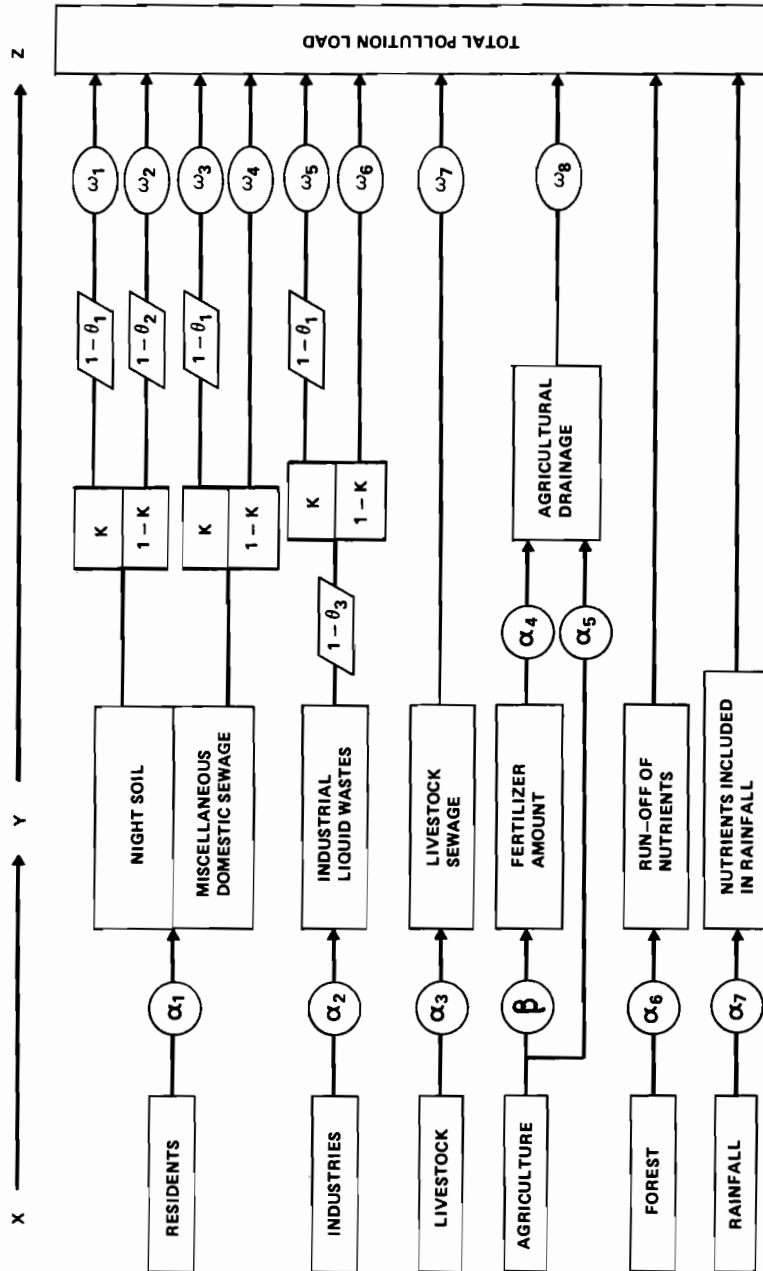 X
Y
Z
RESIDENTS
α₁
NIGHT SOIL
MISCELLANEOUS
DOMESTIC SEWAGE
K
1 − K
K
1 − K
1 − θ₁
1 − θ₂
1 − θ₁
ω₁
ω₂
ω₃
ω₄
INDUSTRIES
α₂
INDUSTRIAL
LIQUID WASTES
1 − θ₃
K
1 − K
1 − θ₁
ω₅
ω₆
LIVESTOCK
α₃
LIVESTOCK
SEWAGE
ω₇
AGRICULTURE
β
FERTILIZER
AMOUNT
α₄
α₅
AGRICULTURAL
DRAINAGE
ω₈
FOREST
α₆
RUN–OFF OF
NUTRIENTS
RAINFALL
α₇
NUTRIENTS INCLUDED
IN RAINFALL
TOTAL POLLUTION LOAD